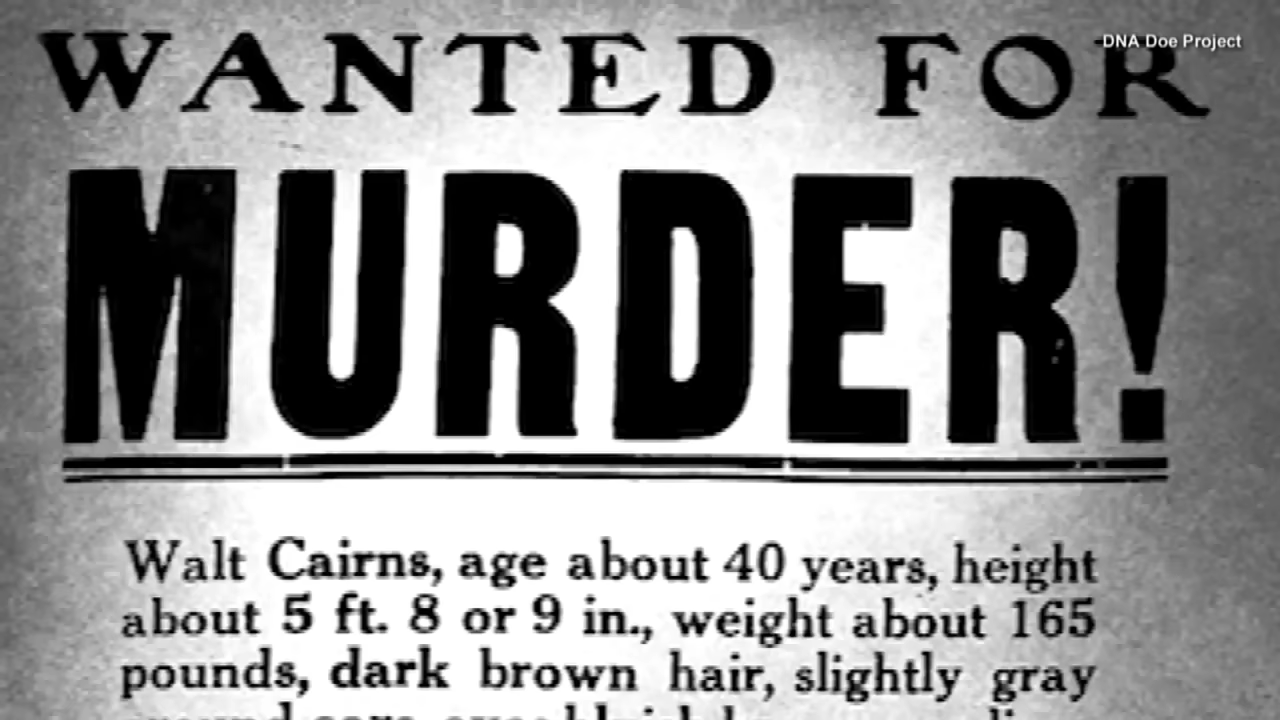 DNA Doe Project
WANTED FOR
MURDER!
Walt Cairns, age about 40 years, height
about 5 ft. 8 or 9 in., weight about 165
pounds, dark brown hair, slightly gray